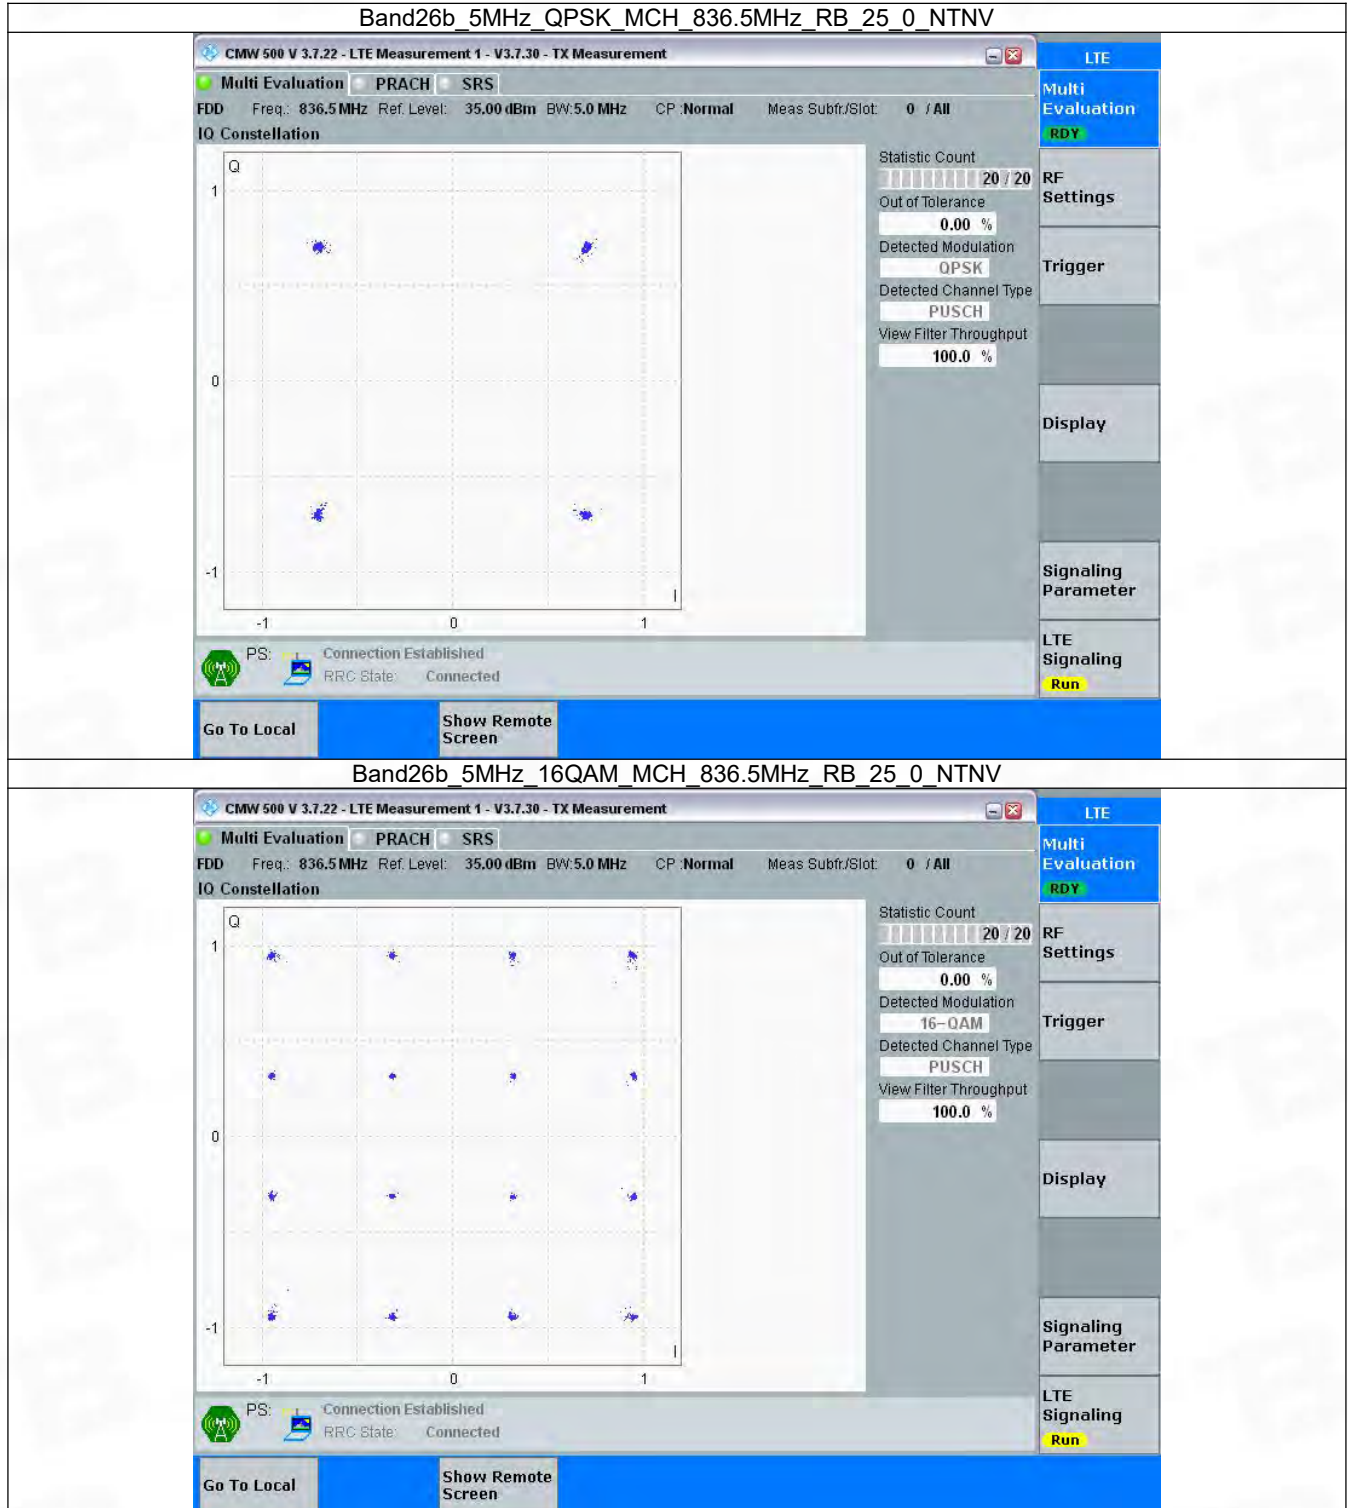 Band26b_5MHz_QPSK_MCH_836.5MHz_RB_25_0_NTNV
CMW 500 V 3.7.22 - LTE Measurement 1 - V3.7.30 - TX Measurement
LTE
Multi Evaluation PRACH SRS
Multi
Evaluation
RDY
FDD Freq.: 836.5 MHz Ref. Level: 35.00 dBm BW: 5.0 MHz CP : Normal Meas Subfr./Slot: 0 / All
IQ Constellation
Q
1
0
-1
-1 0 1
I
Statistic Count
20 / 20
Out of Tolerance
0.00 %
Detected Modulation
QPSK
Detected Channel Type
PUSCH
View Filter Throughput
100.0 %
RF
Settings
Trigger
Display
Signaling
Parameter
LTE
Signaling
Run
PS: Connection Established
RRC State: Connected
Go To Local
Show Remote
Screen
Band26b_5MHz_16QAM_MCH_836.5MHz_RB_25_0_NTNV
CMW 500 V 3.7.22 - LTE Measurement 1 - V3.7.30 - TX Measurement
LTE
Multi Evaluation PRACH SRS
Multi
Evaluation
RDY
FDD Freq.: 836.5 MHz Ref. Level: 35.00 dBm BW: 5.0 MHz CP : Normal Meas Subfr./Slot: 0 / All
IQ Constellation
Q
1
0
-1
-1 0 1
I
Statistic Count
20 / 20
Out of Tolerance
0.00 %
Detected Modulation
16-QAM
Detected Channel Type
PUSCH
View Filter Throughput
100.0 %
RF
Settings
Trigger
Display
Signaling
Parameter
LTE
Signaling
Run
PS: Connection Established
RRC State: Connected
Go To Local
Show Remote
Screen